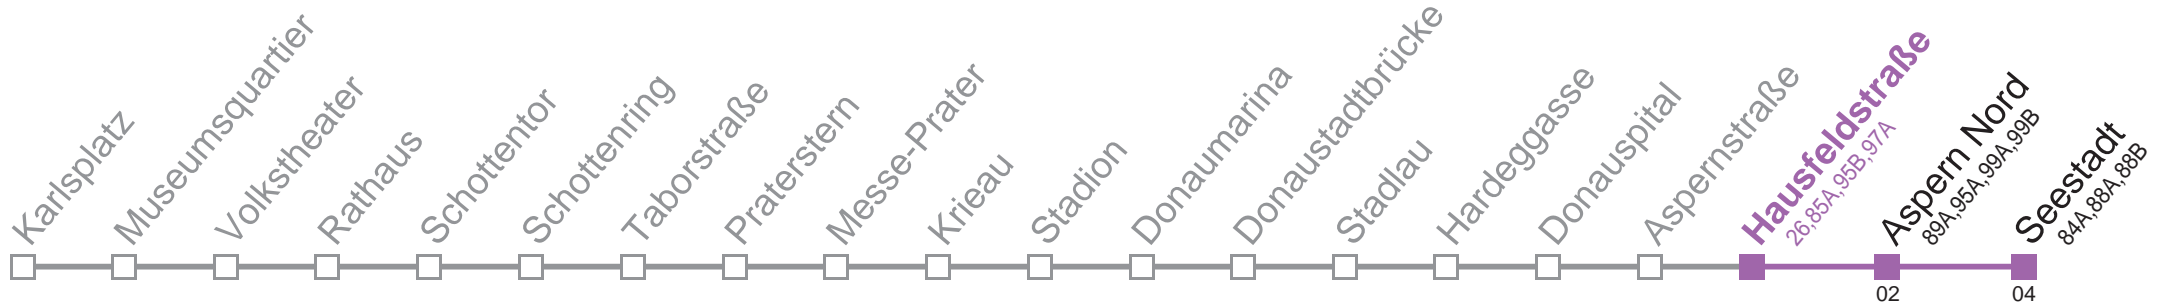 Karlsplatz
Museumsquartier
Volkstheater
Rathaus
Schottentor
Schottenring
Taborstraße
Praterstern
Messe-Prater
Krieau
Stadion
Donaumarina
Donaustadtbrücke
Stadlau
Hardeggasse
Donauspital
Aspernstraße
Hausfeldstraße
26,85A,95B,97A
Aspern Nord
89A,95A,99A,99B
Seestadt
84A,88A,88B
02
04